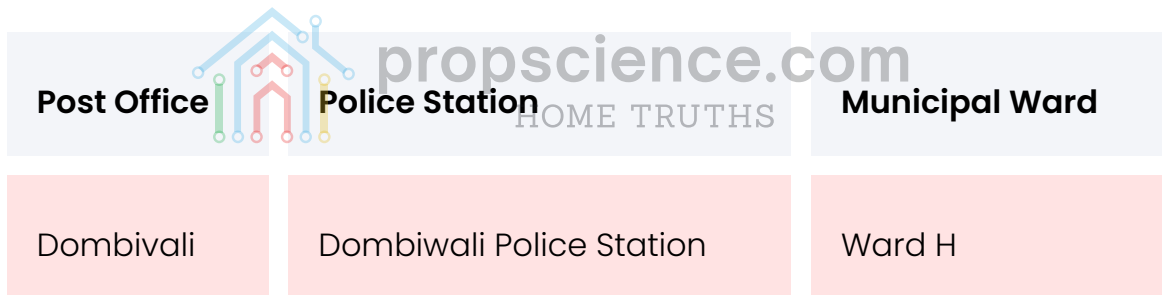 propscience.com
HOME TRUTHS
Post Office Police Station Municipal Ward
Dombivali Dombiwali Police Station Ward H